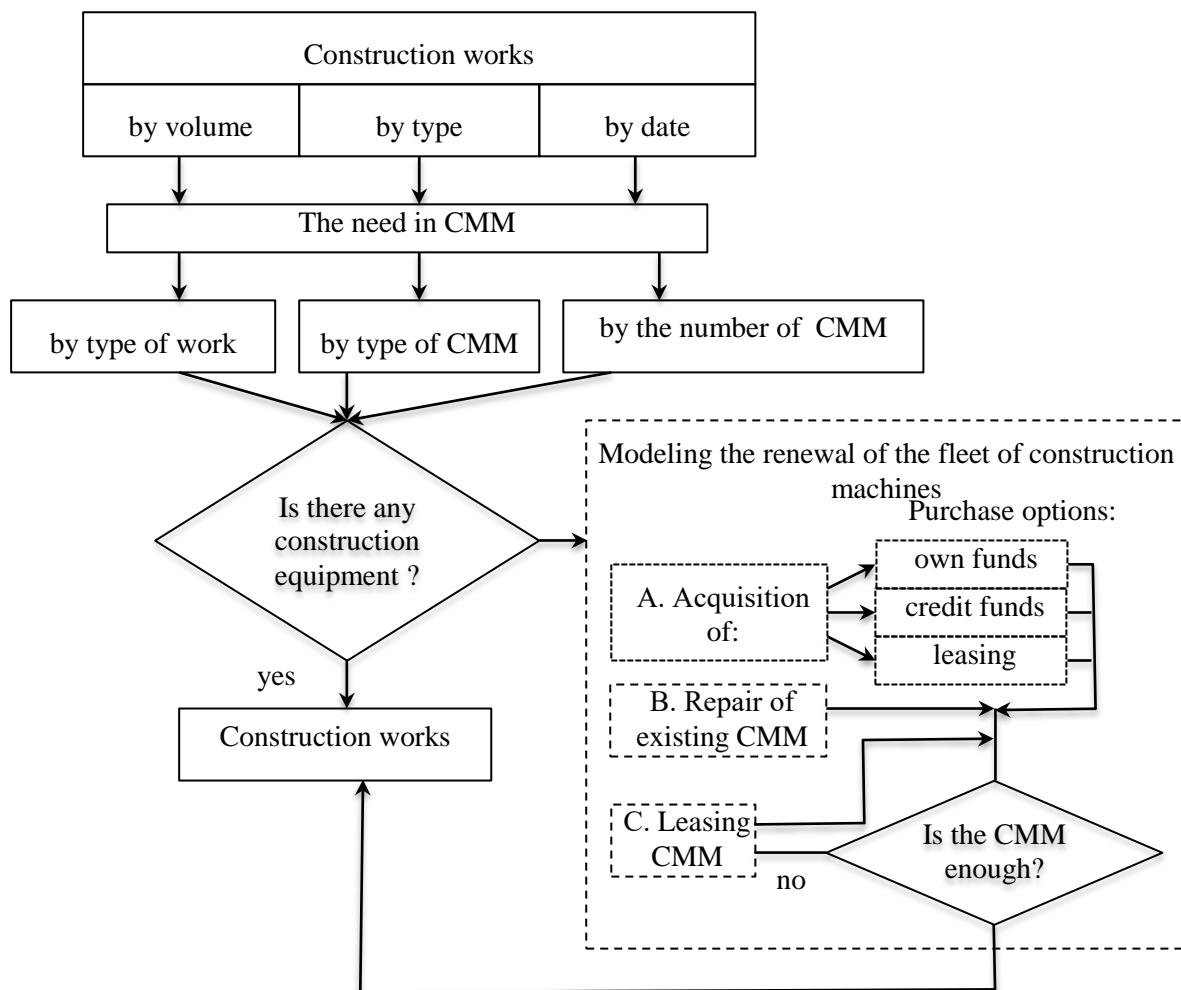 Construction works
by volume
by type
by date
The need in CMM
by type of work
by type of CMM
by the number of  CMM
Is there any
construction
equipment ?
yes
Construction works
Modeling the renewal of the fleet of construction
machines
Purchase options:
A. Acquisition
of:
own funds
credit funds
leasing
B. Repair of
existing CMM
C. Leasing
CMM
no
Is the CMM
enough?